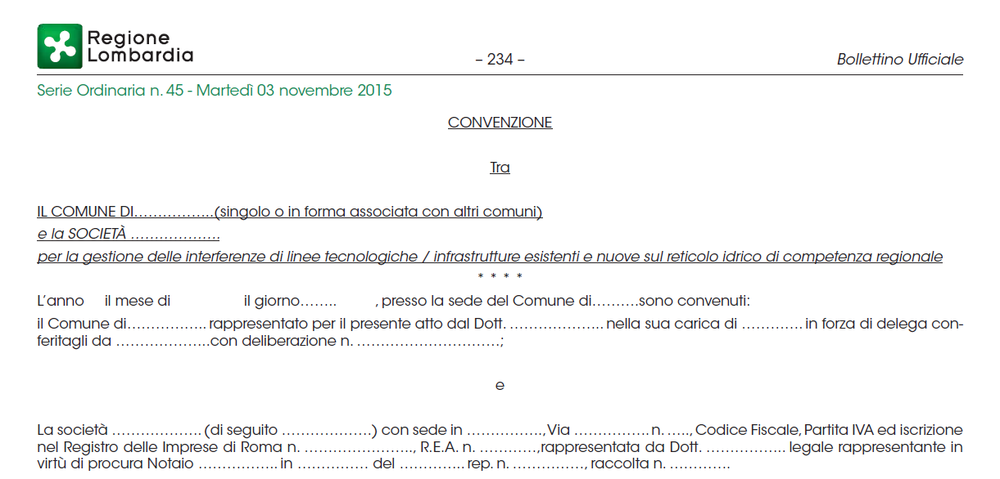 Regione
Lombardia
– 234 –
Bollettino Ufficiale
Serie Ordinaria n. 45 - Martedì 03 novembre 2015
CONVENZIONE
Tra
IL COMUNE DI……………..(singolo o in forma associata con altri comuni)
e la SOCIETÀ ……………….
per la gestione delle interferenze di linee tecnologiche / infrastrutture esistenti e nuove sul reticolo idrico di competenza regionale
* * * *
L’anno il mese di il giorno…….. , presso la sede del Comune di……….sono convenuti:
il Comune di…………….. rappresentato per il presente atto dal Dott. ……………….. nella sua carica di …………. in forza di delega con-
feritagli da ………………..con deliberazione n. …………………………;
e
La società ………………. (di seguito ……………….) con sede in ……………, Via ……………. n. ….., Codice Fiscale, Partita IVA ed iscrizione
nel Registro delle Imprese di Roma n. ………………….., R.E.A. n. …………,rappresentata da Dott. …………….. legale rappresentante in
virtù di procura Notaio …………….. in …………… del ………….. rep. n. ……………, raccolta n. ………….